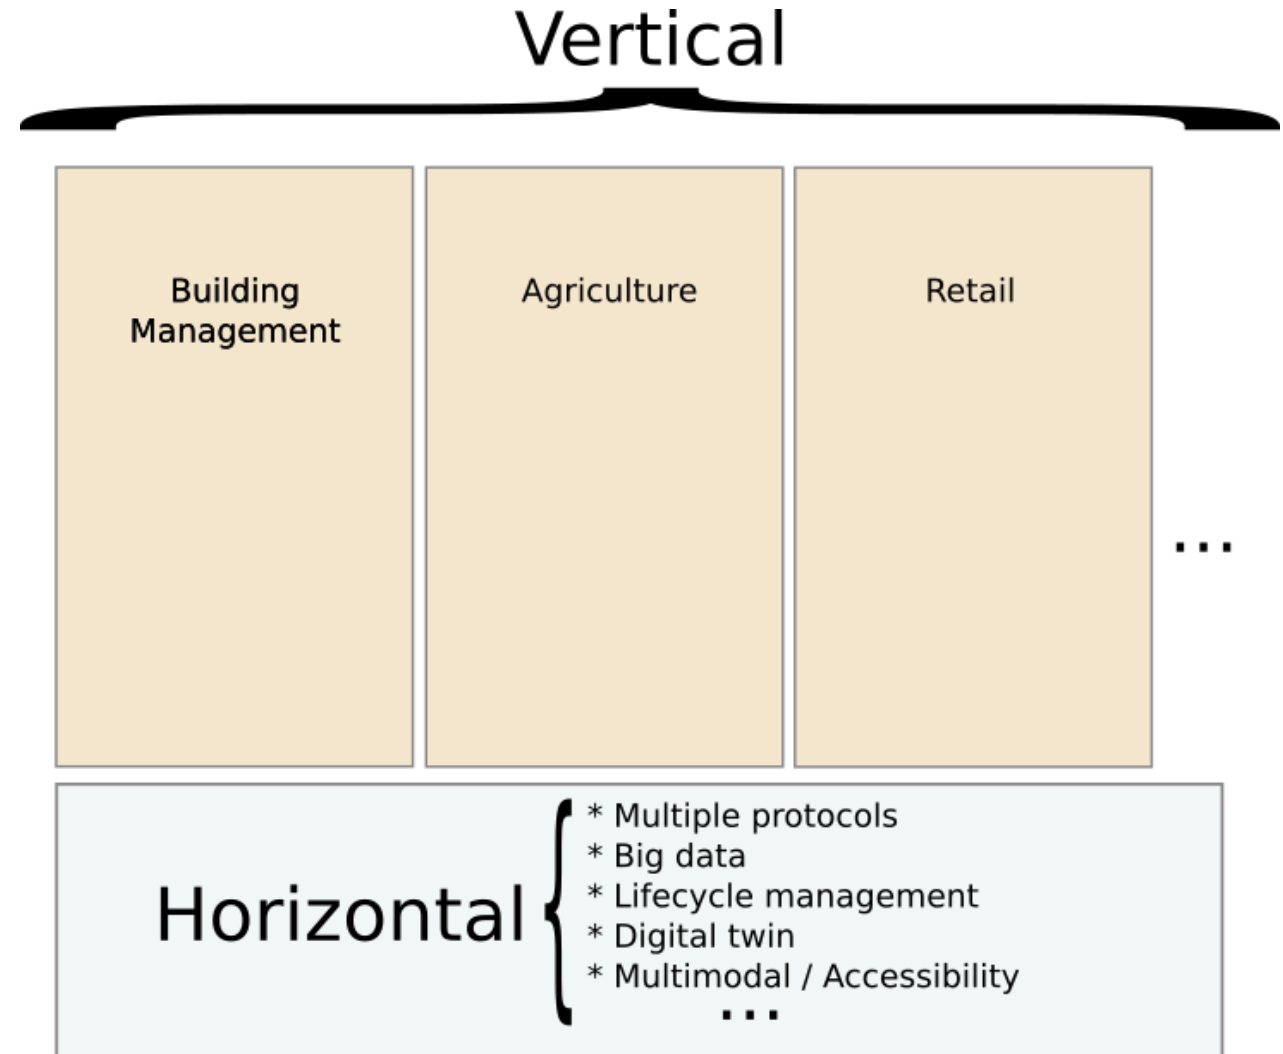 Vertical
Building
Management
Agriculture
Retail
...
Horizontal
* Multiple protocols
* Big data
* Lifecycle management
* Digital twin
* Multimodal / Accessibility
...